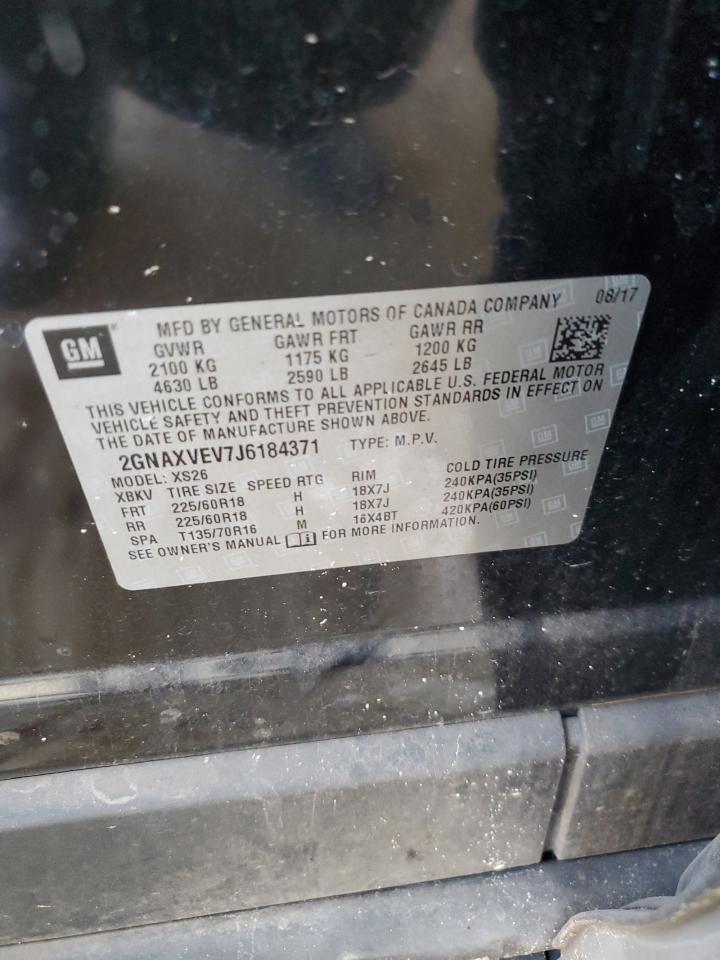 GM
MFD BY GENERAL MOTORS OF CANADA COMPANY 08/17
GVWR GAWR FRT GAWR RR
2100 KG 1175 KG 1200 KG
4630 LB 2590 LB 2645 LB
THIS VEHICLE CONFORMS TO ALL APPLICABLE U.S. FEDERAL MOTOR
VEHICLE SAFETY AND THEFT PREVENTION STANDARDS IN EFFECT ON
THE DATE OF MANUFACTURE SHOWN ABOVE.
2GNAXVEV7J6184371 TYPE: M.P.V.
MODEL: XS26
XBKV TIRE SIZE SPEED RTG RIM COLD TIRE PRESSURE
FRT 225/60R18 H 18X7J 240KPA(35PSI)
RR 225/60R18 H 18X7J 240KPA(35PSI)
SPA T135/70R16 M 16X4BT 420KPA(60PSI)
SEE OWNER'S MANUAL FOR MORE INFORMATION.